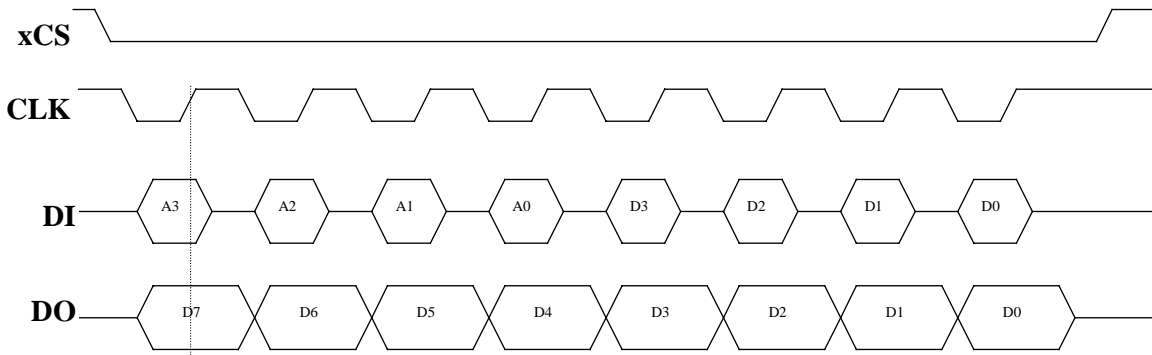 xCS
CLK
DI A3 A2 A1 A0 D3 D2 D1 D0
DO D7 D6 D5 D4 D3 D2 D1 D0